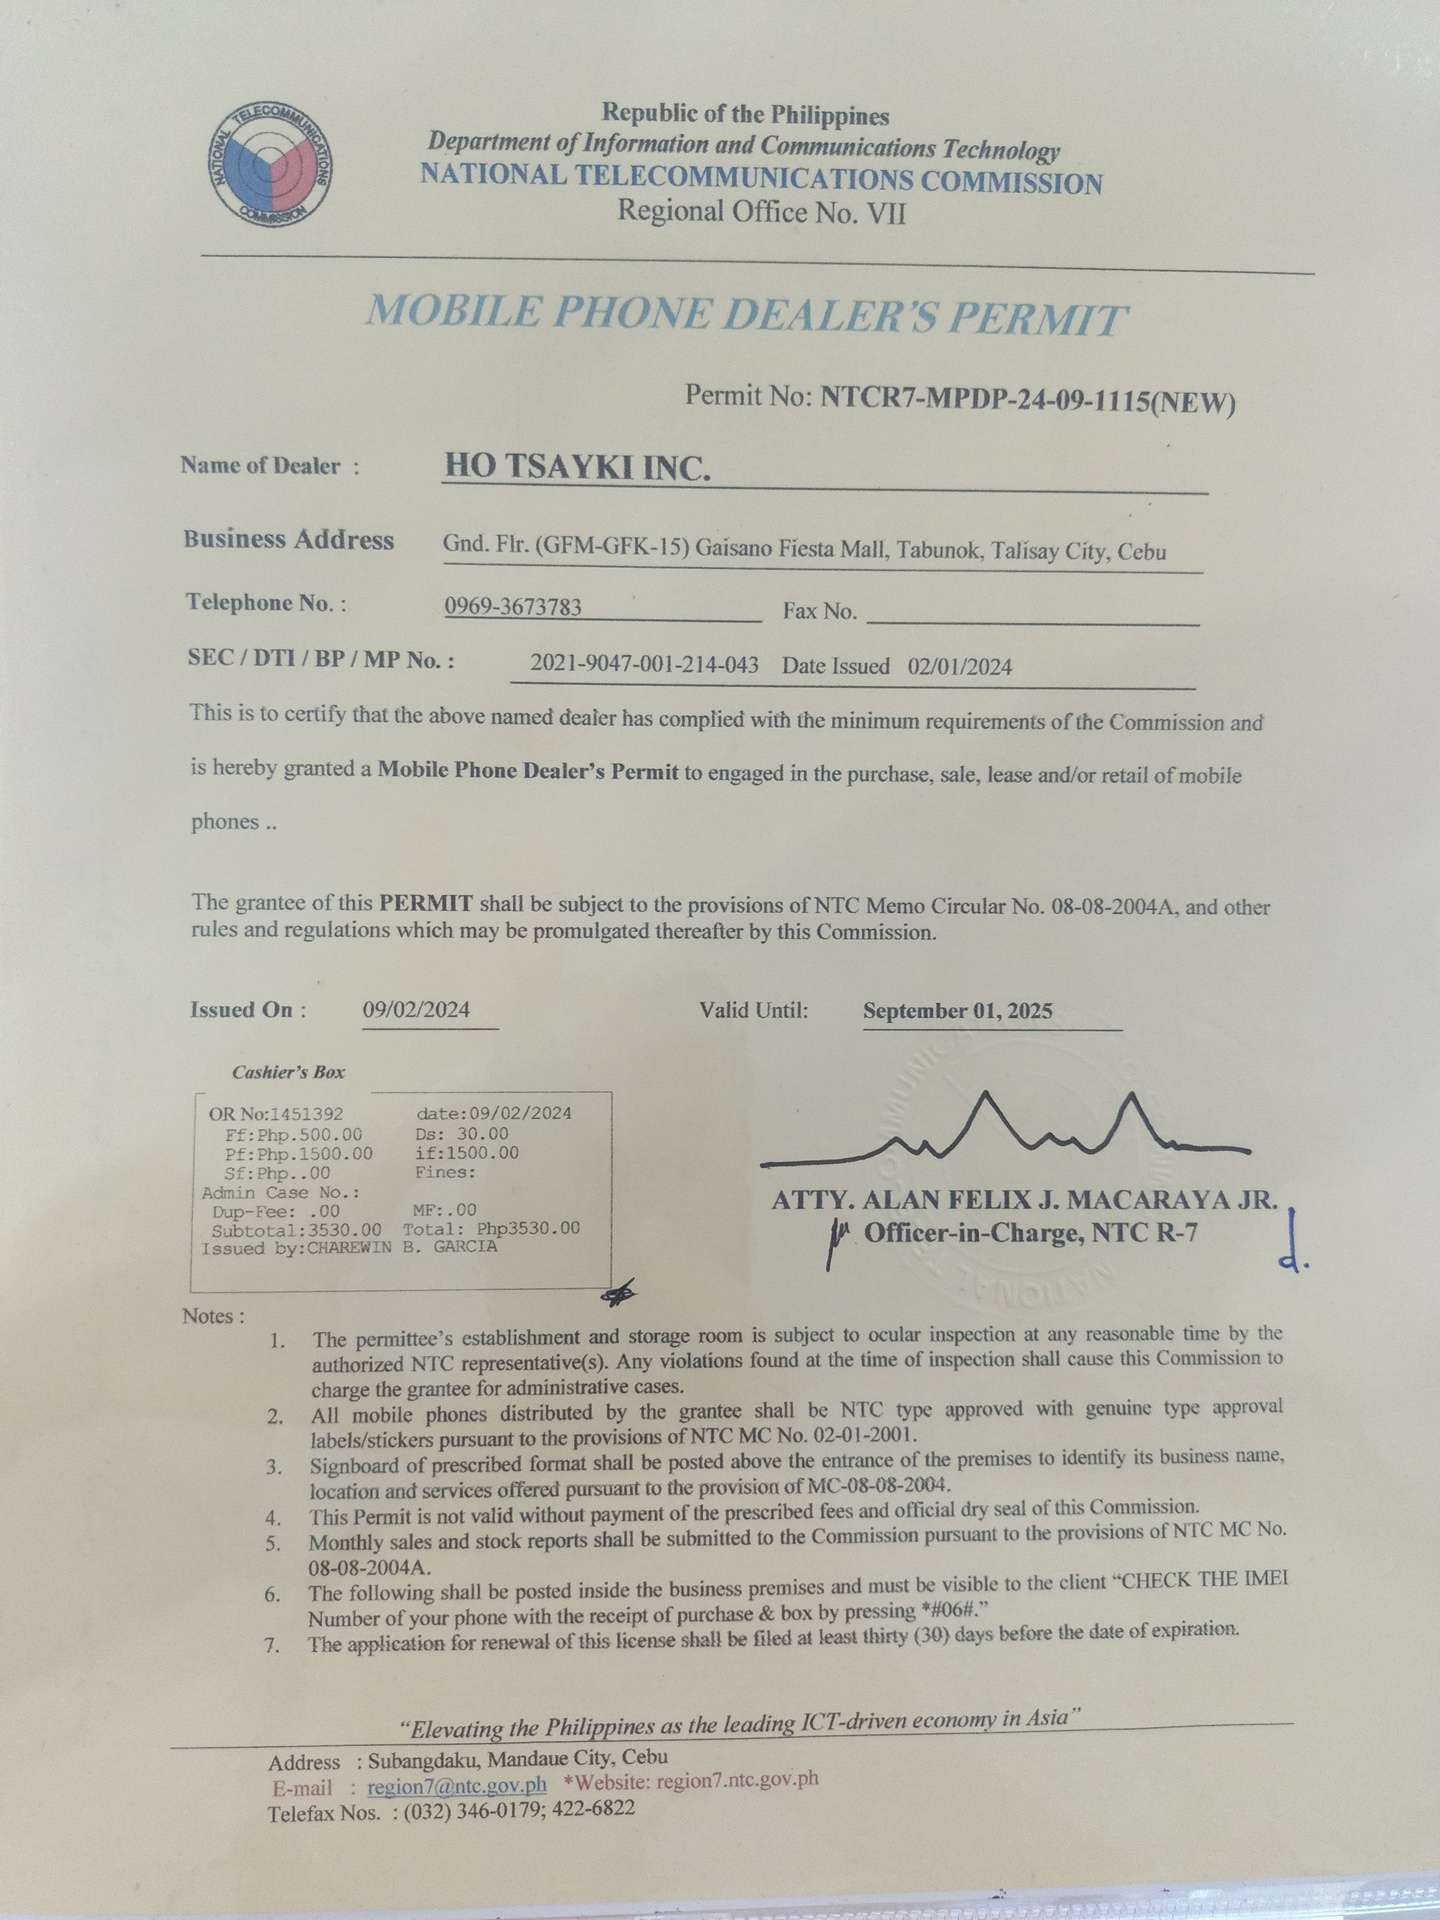 NATIONAL TELECOMMUNICATIONS
COMMISSION
Republic of the Philippines
Department of Information and Communications Technology
NATIONAL TELECOMMUNICATIONS COMMISSION
Regional Office No. VII
MOBILE PHONE DEALER'S PERMIT
Permit No: NTCR7-MPDP-24-09-1115(NEW)
Name of Dealer : HO TSAYKI INC.
Business Address Gnd. Flr. (GFM-GFK-15) Gaisano Fiesta Mall, Tabunok, Talisay City, Cebu
Telephone No. : 0969-3673783 Fax No.
SEC / DTI / BP / MP No. : 2021-9047-001-214-043 Date Issued 02/01/2024
This is to certify that the above named dealer has complied with the minimum requirements of the Commission and
is hereby granted a Mobile Phone Dealer's Permit to engaged in the purchase, sale, lease and/or retail of mobile
phones ..
The grantee of this PERMIT shall be subject to the provisions of NTC Memo Circular No. 08-08-2004A, and other
rules and regulations which may be promulgated thereafter by this Commission.
Issued On : 09/02/2024 Valid Until: September 01, 2025
Cashier's Box
OR No:1451392 date:09/02/2024
Ff:Php.500.00 Ds: 30.00
Pf:Php.1500.00 if:1500.00
Sf:Php..00 Fines:
Admin Case No.:
Dup-Fee: .00 MF:.00
Subtotal:3530.00 Total: Php3530.00
Issued by:CHAREWIN B. GARCIA
ATTY. ALAN FELIX J. MACARAYA JR.
Officer-in-Charge, NTC R-7
Notes :
1. The permittee's establishment and storage room is subject to ocular inspection at any reasonable time by the
authorized NTC representative(s). Any violations found at the time of inspection shall cause this Commission to
charge the grantee for administrative cases.
2. All mobile phones distributed by the grantee shall be NTC type approved with genuine type approval
labels/stickers pursuant to the provisions of NTC MC No. 02-01-2001.
3. Signboard of prescribed format shall be posted above the entrance of the premises to identify its business name,
location and services offered pursuant to the provision of MC-08-08-2004.
4. This Permit is not valid without payment of the prescribed fees and official dry seal of this Commission.
5. Monthly sales and stock reports shall be submitted to the Commission pursuant to the provisions of NTC MC No.
08-08-2004A.
6. The following shall be posted inside the business premises and must be visible to the client “CHECK THE IMEI
Number of your phone with the receipt of purchase & box by pressing *#06#.”
7. The application for renewal of this license shall be filed at least thirty (30) days before the date of expiration.
“Elevating the Philippines as the leading ICT-driven economy in Asia”
Address : Subangdaku, Mandaue City, Cebu
E-mail : region7@ntc.gov.ph *Website: region7.ntc.gov.ph
Telefax Nos. : (032) 346-0179; 422-6822